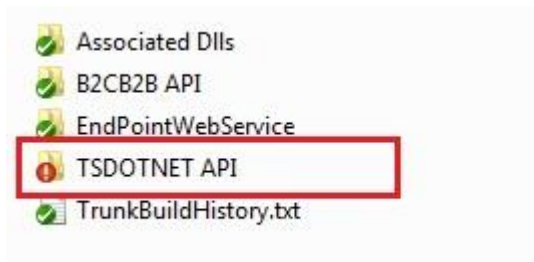 Associated Dlls
B2CB2B API
EndPointWebService
TSDOTNET API
TrunkBuildHistory.txt